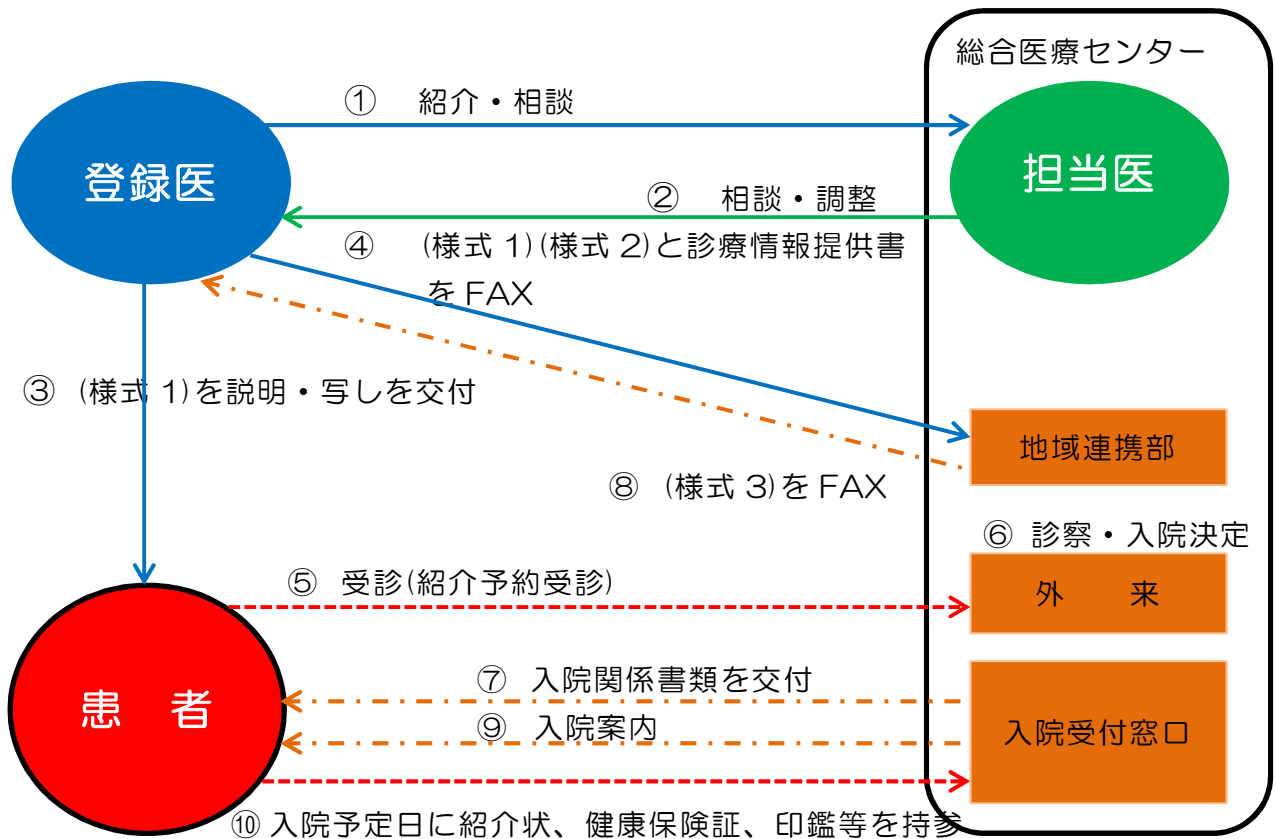 総合医療センター
① 紹介・相談
登録医
担当医
② 相談・調整
④ (様式 1)(様式 2)と診療情報提供書
を FAX
③ (様式 1)を説明・写しを交付
地域連携部
⑧ (様式 3)を FAX
⑥ 診察・入院決定
⑤ 受診(紹介予約受診)
外 来
⑦ 入院関係書類を交付
患 者
⑨ 入院案内
入院受付窓口
⑩ 入院予定日に紹介状、健康保険証、印鑑等を持参